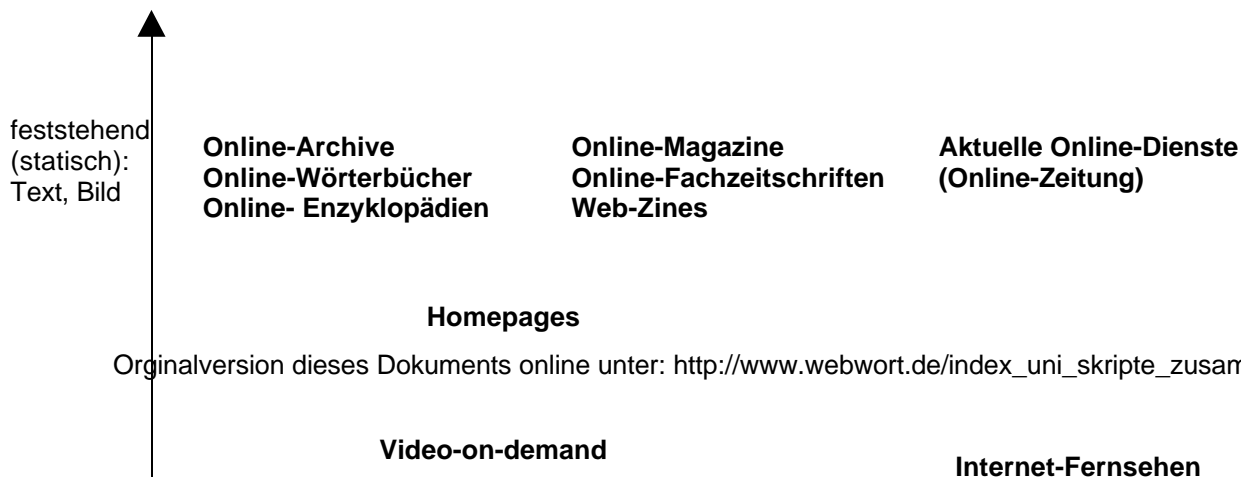 feststehend
(statisch):
Text, Bild
Online-Archive
Online-Wörterbücher
Online- Enzyklopädien
Online-Magazine
Online-Fachzeitschriften
Web-Zines
Aktuelle Online-Dienste
(Online-Zeitung)
Homepages
Orginalversion dieses Dokuments online unter: http://www.webwort.de/index_uni_skripte_zusam
Video-on-demand
Internet-Fernsehen